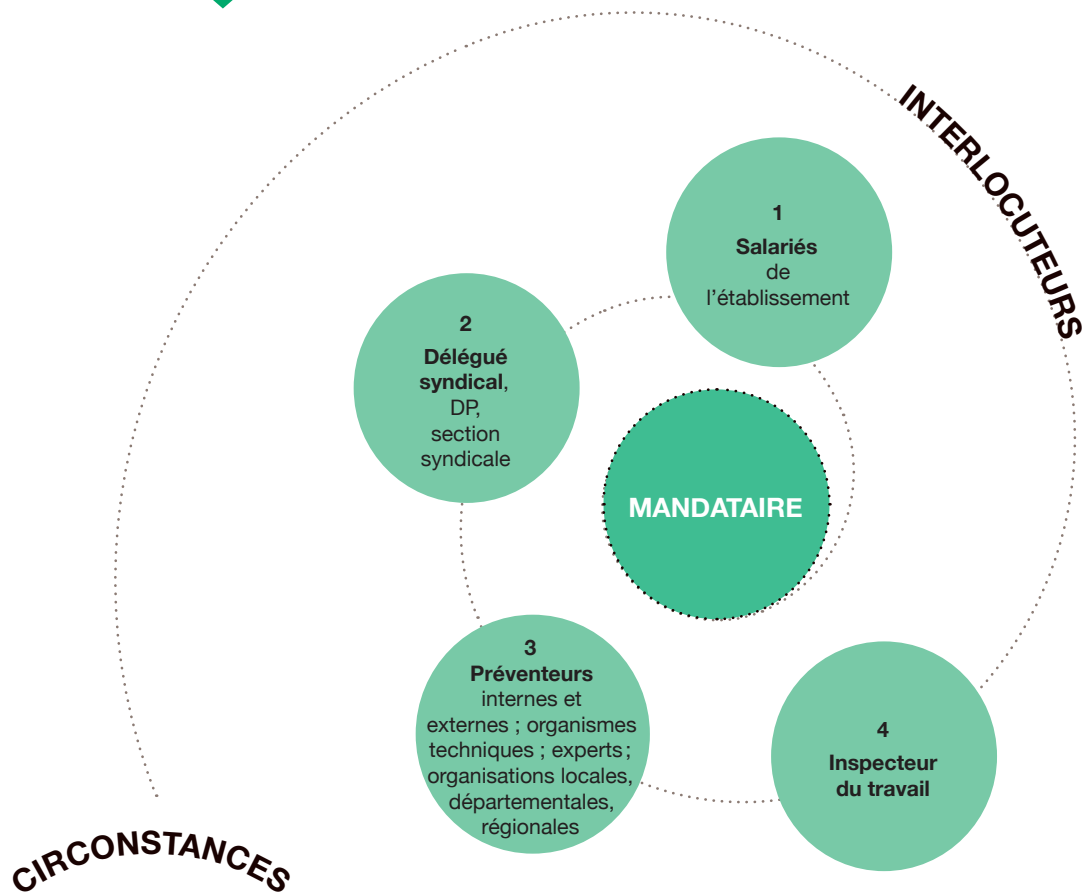 INTERLOCUTEURS
1
Salariés
de
l'établissement
2
Délégué
syndical,
DP,
section
syndicale
MANDATAIRE
3
Préventeurs
internes et
externes ; organismes
techniques ; experts ;
organisations locales,
départementales,
régionales
4
Inspecteur
du travail
CIRCONSTANCES